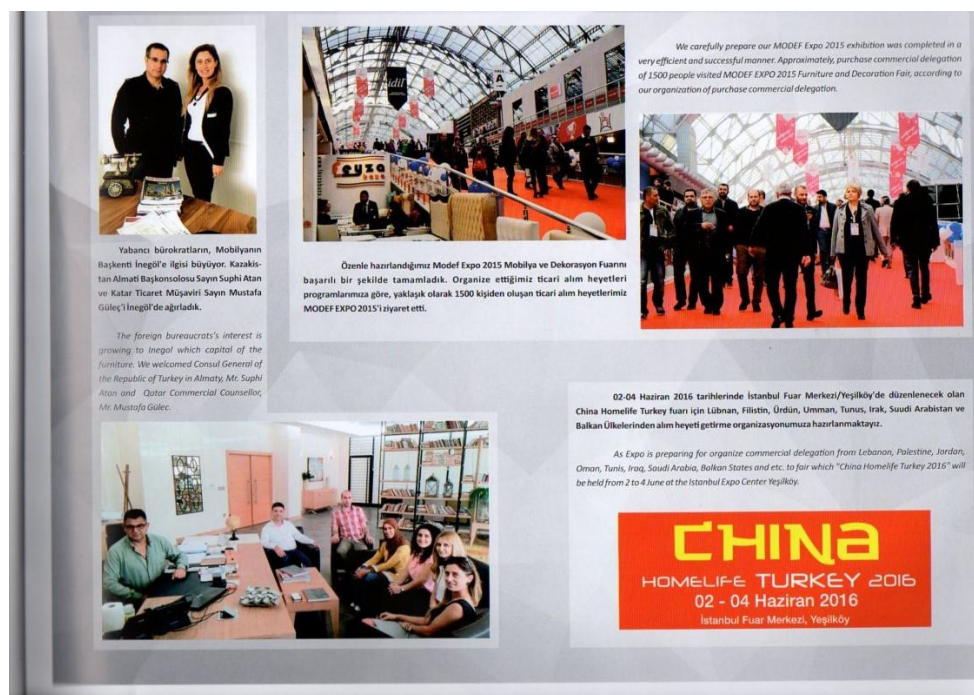 Yabancı bürokratların, Mobilyanın
Başkenti İnegöl'e ilgisi büyüyor. Kazakis-
tan Almati Başkonsolosu Sayın Suphi Atan
ve Katar Ticaret Müşaviri Sayın Mustafa
Güleç'i İnegöl'de ağırladık.
The foreign bureaucrats's interest is
growing to Inegol which capital of the
furniture. We welcomed Consul General of
the Republic of Turkey in Almaty, Mr. Suphi
Atan and Qatar Commercial Counsellor,
Mr. Mustafa Gülec.
idil
A
feyza
Özenle hazırlandığımız Modef Expo 2015 Mobilya ve Dekorasyon Fuarını
başarılı bir şekilde tamamladık. Organize ettiğimiz ticari alım heyetleri
programlarımıza göre, yaklaşık olarak 1500 kişiden oluşan ticari alım heyetlerimiz
MODEF EXPO 2015'i ziyaret etti.
We carefully prepare our MODEF Expo 2015 exhibition was completed in a
very efficient and successful manner. Approximately, purchase commercial delegation
of 1500 people visited MODEF EXPO 2015 Furniture and Decoration Fair, according to
our organization of purchase commercial delegation.
02-04 Haziran 2016 tarihlerinde İstanbul Fuar Merkezi/Yeşilköy'de düzenlenecek olan
China Homelife Turkey fuarı için Lübnan, Filistin, Ürdün, Umman, Tunus, Irak, Suudi Arabistan ve
Balkan Ülkelerinden alım heyeti getirme organizasyonumuza hazırlanmaktayız.
As Expo is preparing for organize commercial delegation from Lebanon, Palestine, Jordan,
Oman, Tunis, Iraq, Saudi Arabia, Balkan States and etc. to fair which "China Homelife Turkey 2016" will
be held from 2 to 4 June at the Istanbul Expo Center Yeşilköy.
CHINA
HOMELIFE TURKEY 2016
02 - 04 Haziran 2016
İstanbul Fuar Merkezi, Yeşilköy